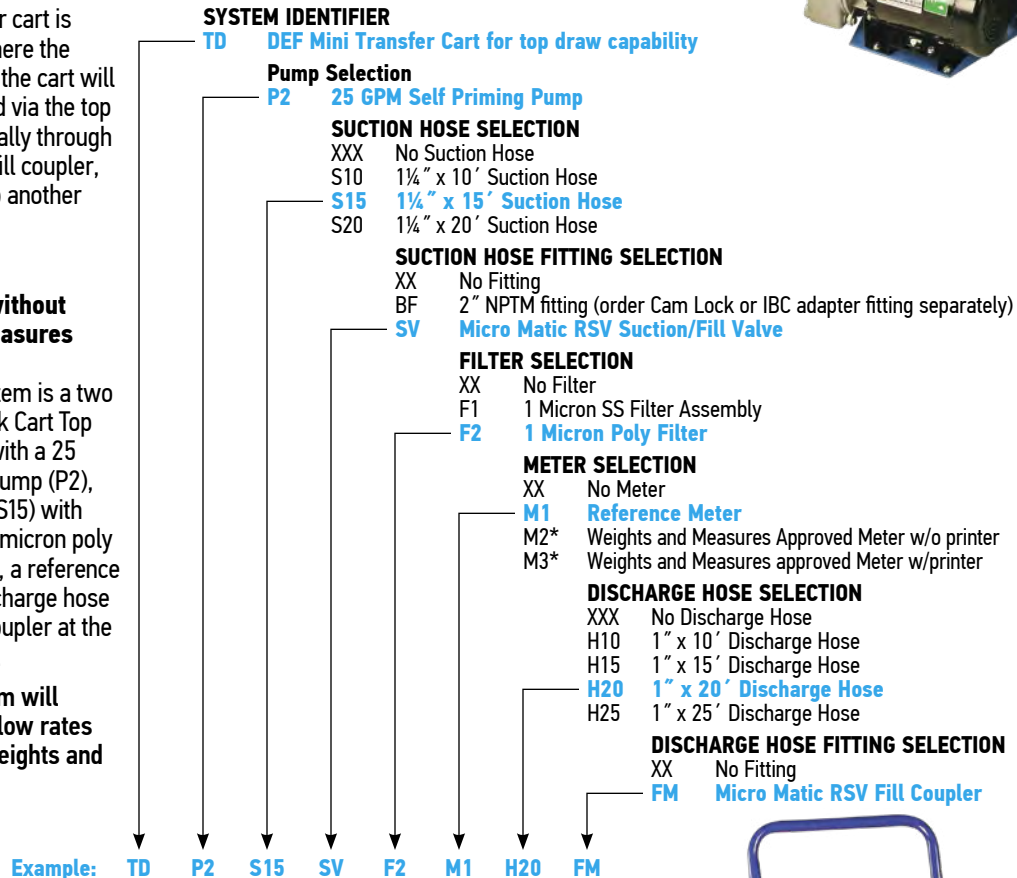 r cart is
nere the
the cart will
d via the top
ally through
ill coupler,
o another
vithout
easures
tem is a two
k Cart Top
with a 25
ump (P2),
S15) with
micron poly
, a reference
charge hose
oupler at the
m will
low rates
eights and
SYSTEM IDENTIFIER
TD DEF Mini Transfer Cart for top draw capability
Pump Selection
P2 25 GPM Self Priming Pump
SUCTION HOSE SELECTION
XXX No Suction Hose
S10 1¼″ x 10′ Suction Hose
S15 1¼″ x 15′ Suction Hose
S20 1¼″ x 20′ Suction Hose
SUCTION HOSE FITTING SELECTION
XX No Fitting
BF 2″ NPTM fitting (order Cam Lock or IBC adapter fitting separately)
SV Micro Matic RSV Suction/Fill Valve
FILTER SELECTION
XX No Filter
F1 1 Micron SS Filter Assembly
F2 1 Micron Poly Filter
METER SELECTION
XX No Meter
M1 Reference Meter
M2* Weights and Measures Approved Meter w/o printer
M3* Weights and Measures approved Meter w/printer
DISCHARGE HOSE SELECTION
XXX No Discharge Hose
H10 1″ x 10′ Discharge Hose
H15 1″ x 15′ Discharge Hose
H20 1″ x 20′ Discharge Hose
H25 1″ x 25′ Discharge Hose
DISCHARGE HOSE FITTING SELECTION
XX No Fitting
FM Micro Matic RSV Fill Coupler
Example: TD P2 S15 SV F2 M1 H20 FM